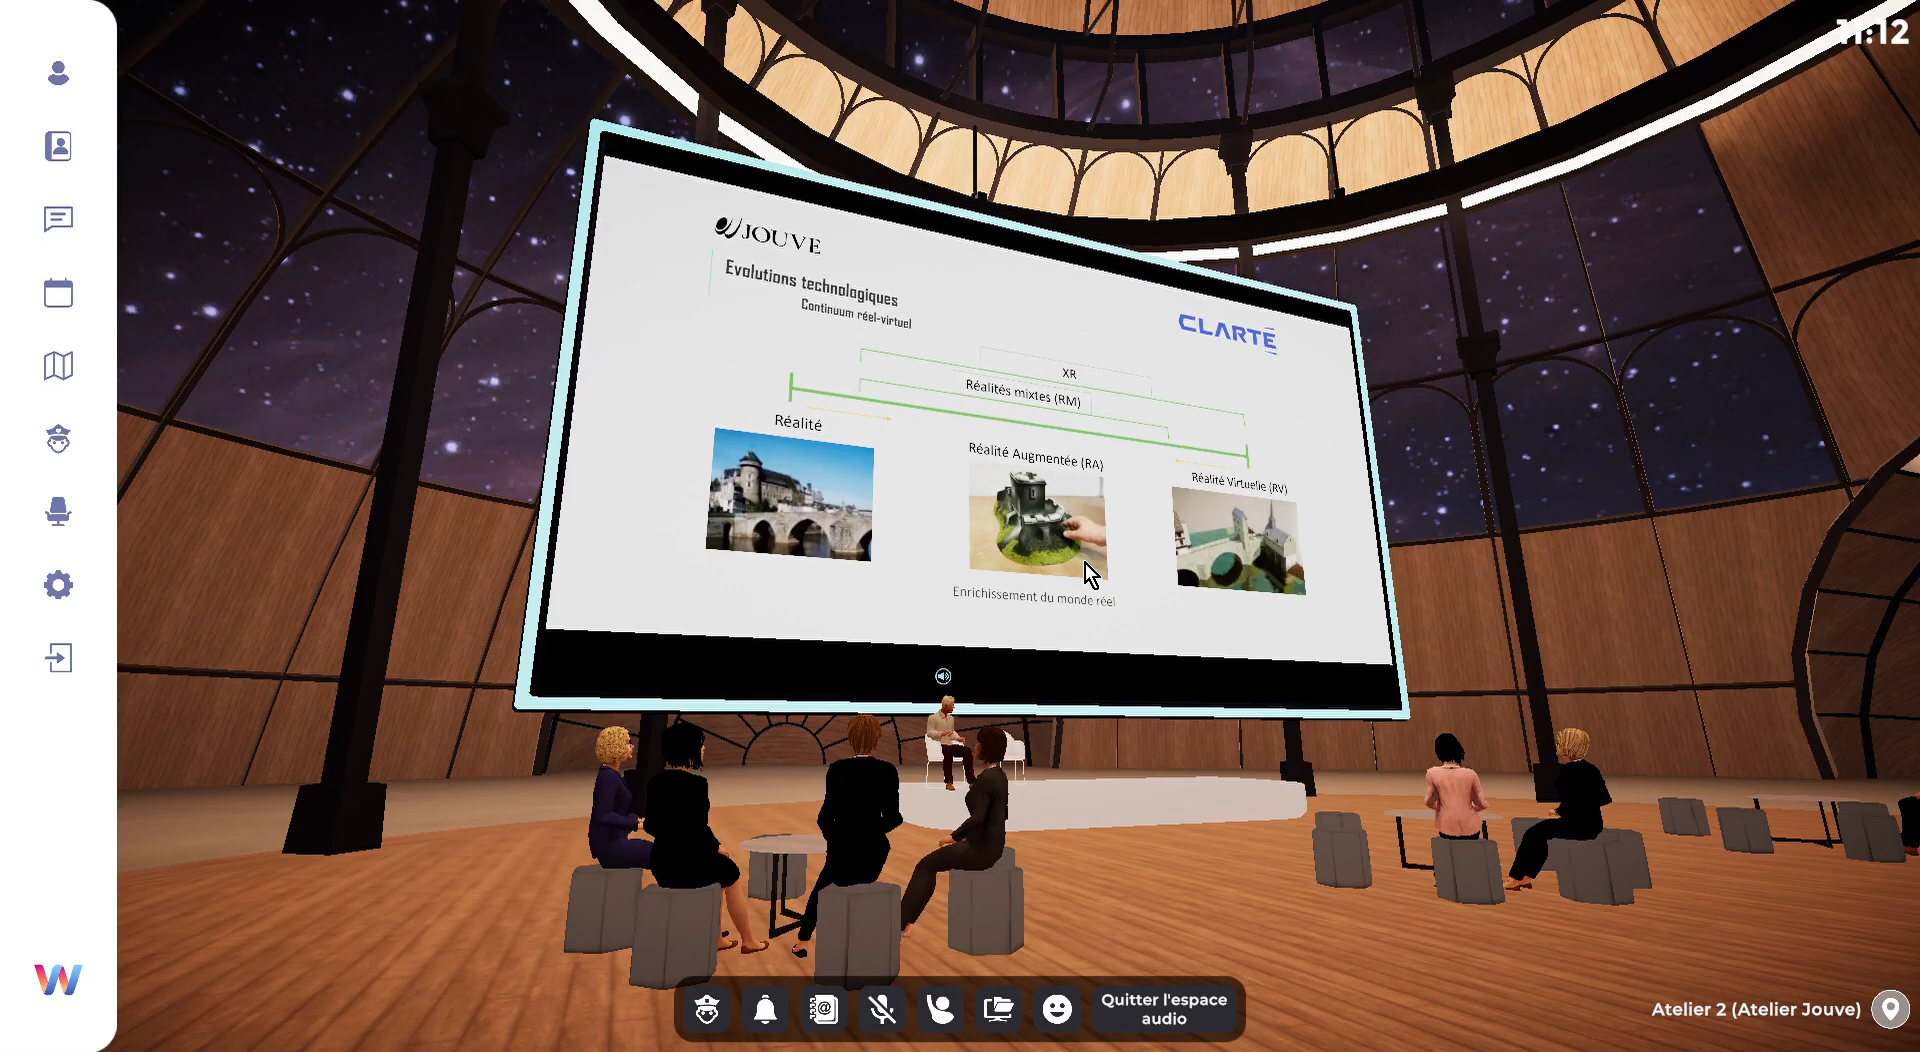 11:12
JOUVE
Evolutions technologiques
Continuum réel-virtuel
CLARTE
XR
Réalités mixtes (RM)
Réalité
Réalité Augmentée (RA)
Réalité Virtuelle (RV)
Enrichissement du monde réel
Quitter l'espace
audio
Atelier 2 (Atelier Jouve)